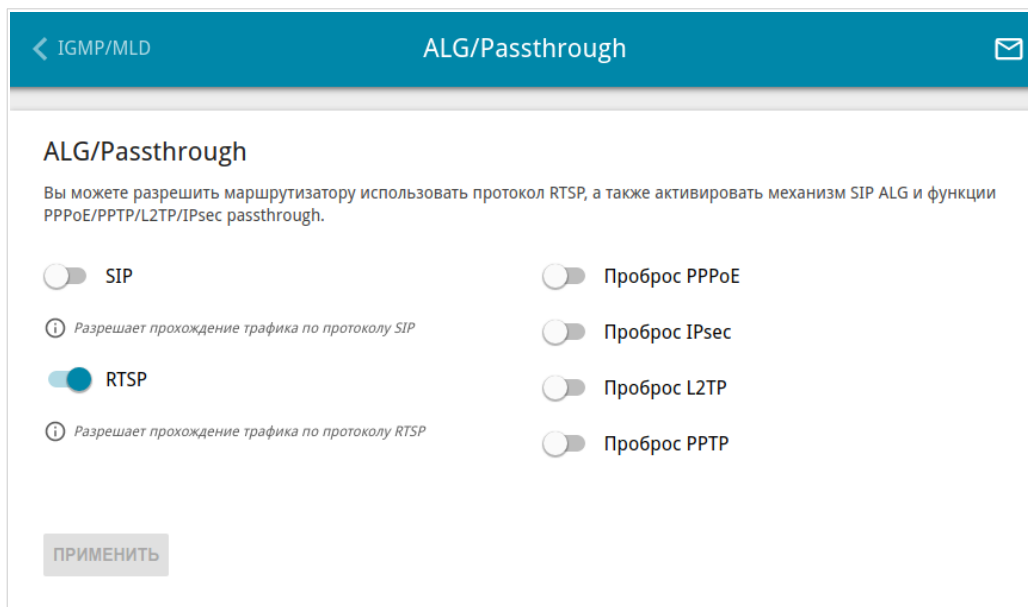 IGMP/MLD
ALG/Passthrough
ALG/Passthrough
Вы можете разрешить маршрутизатору использовать протокол RTSP, а также активировать механизм SIP ALG и функции
PPPoE/PPTP/L2TP/IPsec passthrough.
SIP
Разрешает прохождение трафика по протоколу SIP
RTSP
Разрешает прохождение трафика по протоколу RTSP
Проброс PPPoE
Проброс IPsec
Проброс L2TP
Проброс PPTP
ПРИМЕНИТЬ